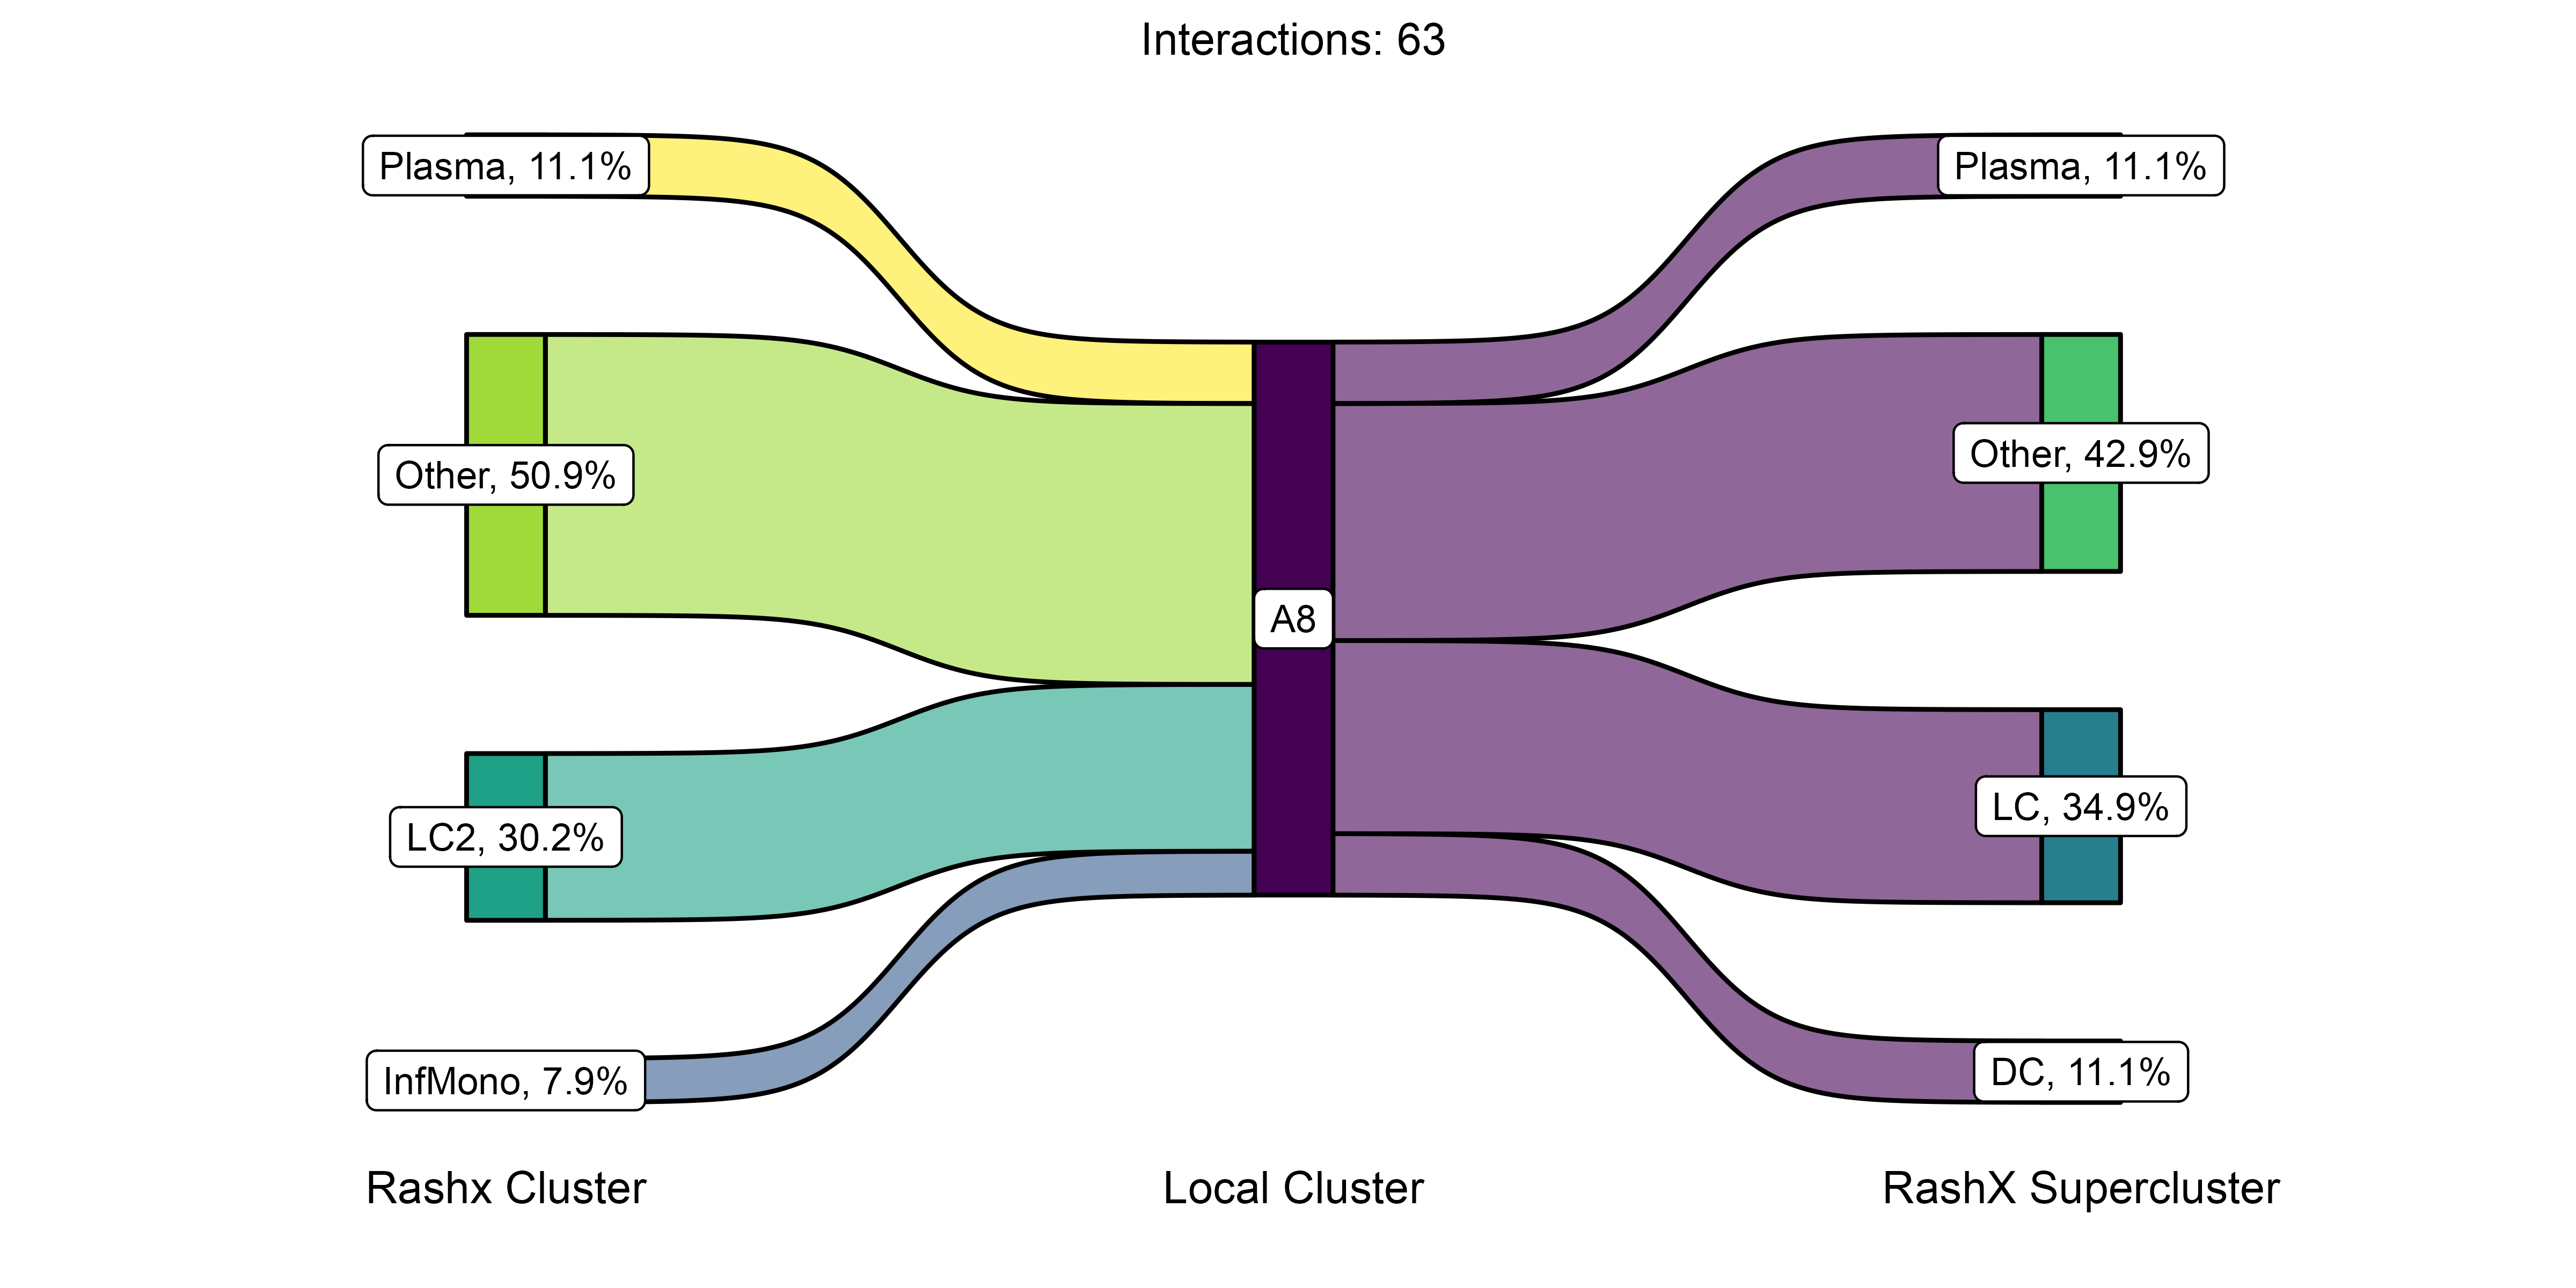 Interactions: 63
Plasma, 11.1%
Plasma, 11.1%
Other, 50.9%
Other, 42.9%
A8
LC2, 30.2%
LC, 34.9%
InfMono, 7.9%
DC, 11.1%
Rashx Cluster
Local Cluster
RashX Supercluster